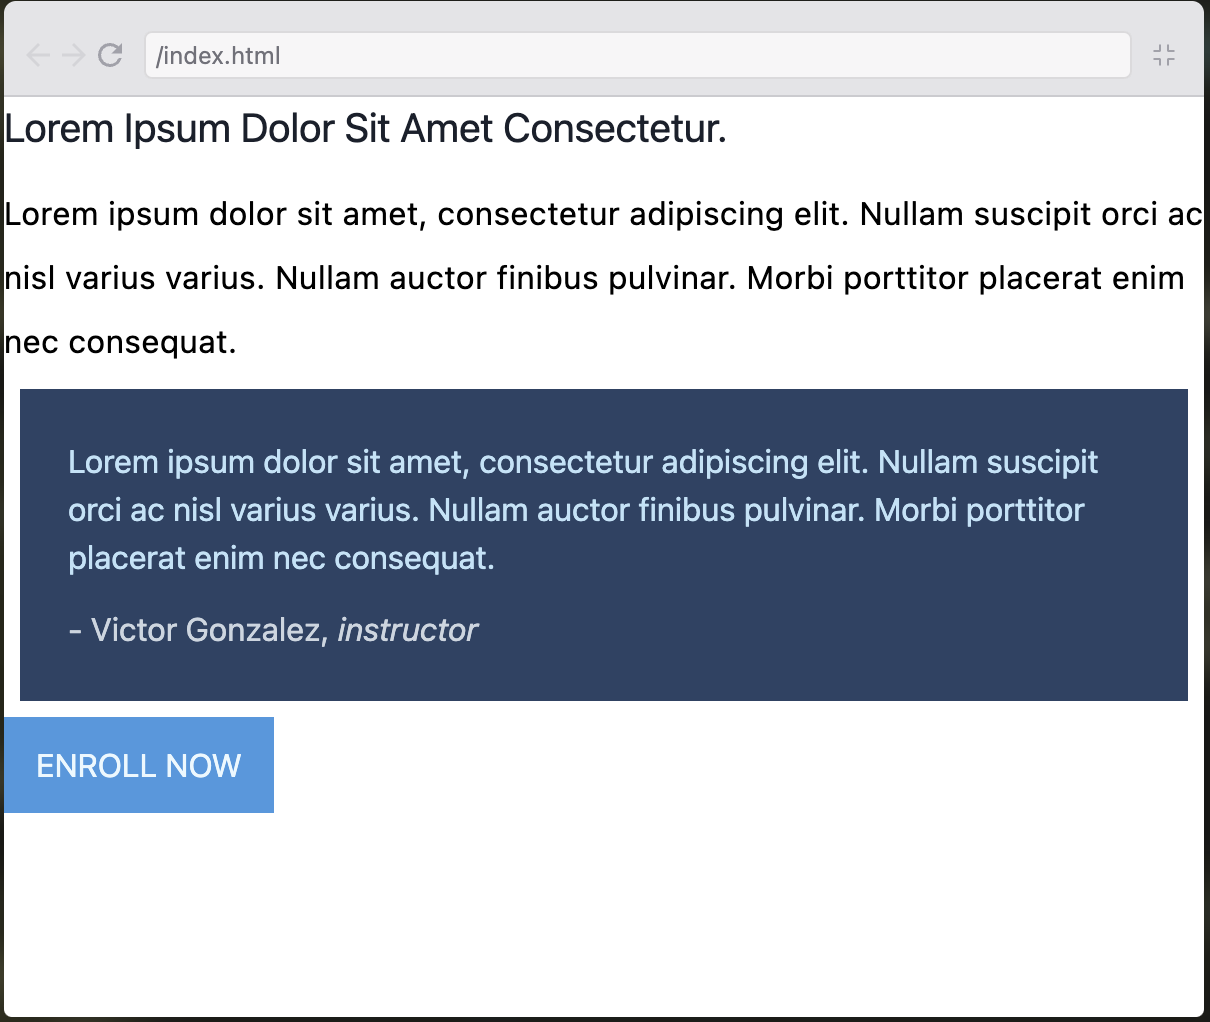 /index.html
Lorem Ipsum Dolor Sit Amet Consectetur.
Lorem ipsum dolor sit amet, consectetur adipiscing elit. Nullam suscipit orci ac
nisl varius varius. Nullam auctor finibus pulvinar. Morbi porttitor placerat enim
nec consequat.
Lorem ipsum dolor sit amet, consectetur adipiscing elit. Nullam suscipit
orci ac nisl varius varius. Nullam auctor finibus pulvinar. Morbi porttitor
placerat enim nec consequat.
- Victor Gonzalez, instructor
ENROLL NOW